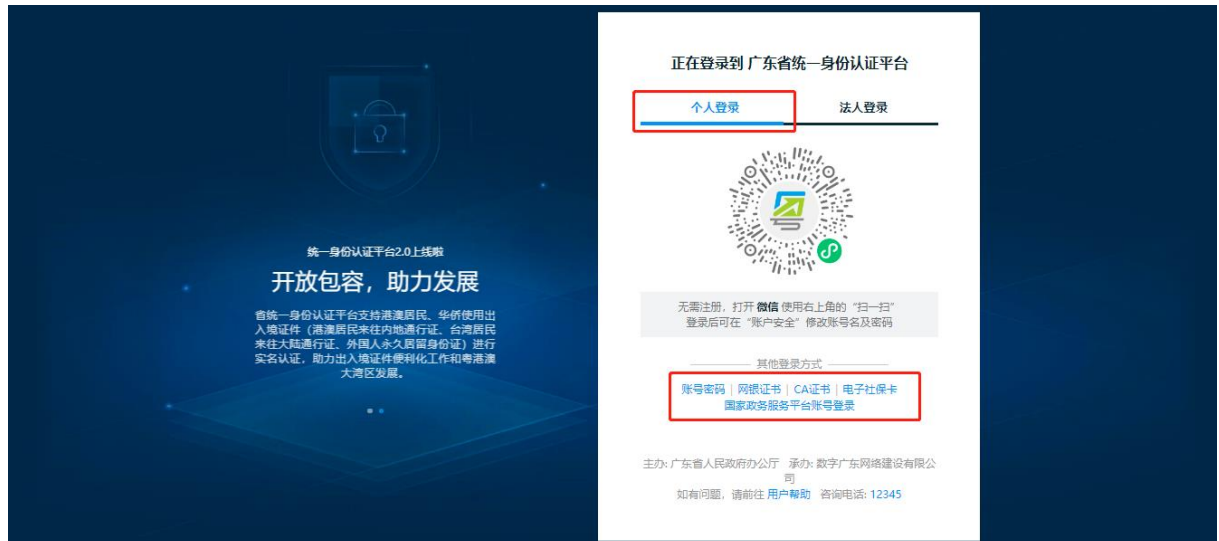 统一身份认证平台2.0上线啦
开放包容，助力发展
省统一身份认证平台支持港澳居民、华侨使用出
入境证件（港澳居民来往内地通行证、台湾居民
来往大陆通行证、外国人永久居留身份证）进行
实名认证，助力出入境证件便利化工作和粤港澳
大湾区发展。
正在登录到 广东省统一身份认证平台
个人登录 法人登录
无需注册，打开 微信 使用右上角的“扫一扫”
登录后可在“账户安全”修改账号名及密码
其他登录方式
账号密码 | 网银证书 | CA证书 | 电子社保卡
国家政务服务平台账号登录
主办: 广东省人民政府办公厅 承办: 数字广东网络建设有限公
司
如有问题，请前往 用户帮助 咨询电话: 12345